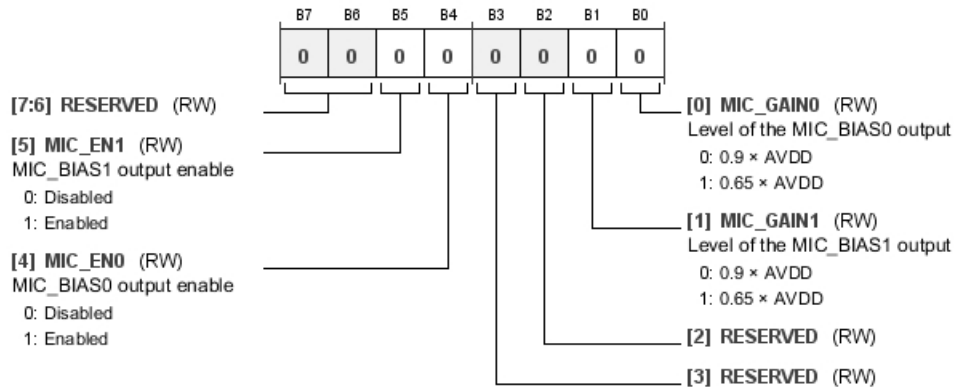 B7 B6 B5 B4 B3 B2 B1 B0
0 0 0 0 0 0 0 0
[7:6] RESERVED (RW)
[5] MIC_EN1 (RW)
MIC_BIAS1 output enable
0: Disabled
1: Enabled
[4] MIC_EN0 (RW)
MIC_BIAS0 output enable
0: Disabled
1: Enabled
[0] MIC_GAIN0 (RW)
Level of the MIC_BIAS0 output
0: 0.9 × AVDD
1: 0.65 × AVDD
[1] MIC_GAIN1 (RW)
Level of the MIC_BIAS1 output
0: 0.9 × AVDD
1: 0.65 × AVDD
[2] RESERVED (RW)
[3] RESERVED (RW)